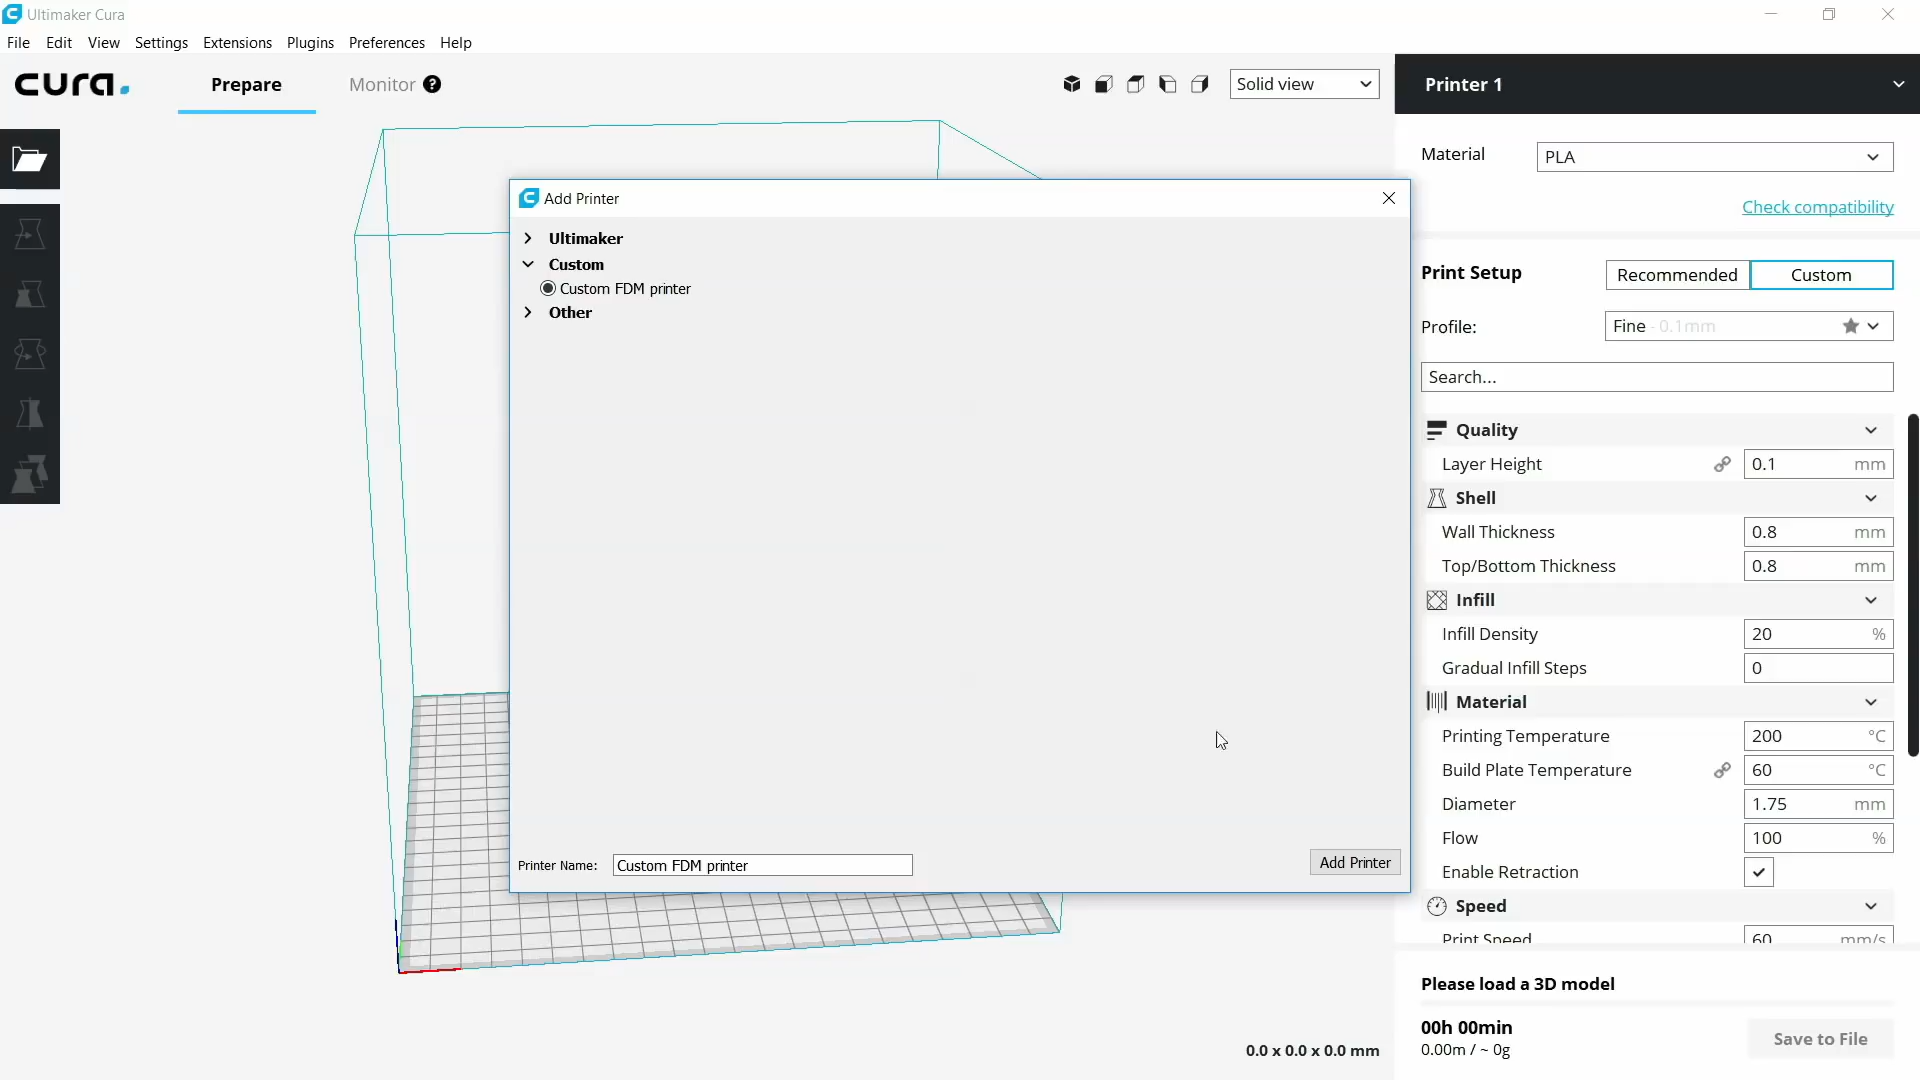 Ultimaker Cura
File Edit View Settings Extensions Plugins Preferences Help
cura.
Prepare
Monitor ?
Solid view
Printer 1
Material
PLA
Check compatibility
Add Printer
Ultimaker
Custom
Custom FDM printer
Other
Printer Name:
Custom FDM printer
Add Printer
Print Setup
Recommended
Custom
Profile:
Fine - 0.1mm
Search...
Quality
Layer Height 0.1 mm
Shell
Wall Thickness 0.8 mm
Top/Bottom Thickness 0.8 mm
Infill
Infill Density 20 %
Gradual Infill Steps 0
Material
Printing Temperature 200 °C
Build Plate Temperature 60 °C
Diameter 1.75 mm
Flow 100 %
Enable Retraction
Speed
Print Speed 60 mm/s
Please load a 3D model
00h 00min
0.00m / ~ 0g
Save to File
0.0 x 0.0 x 0.0 mm